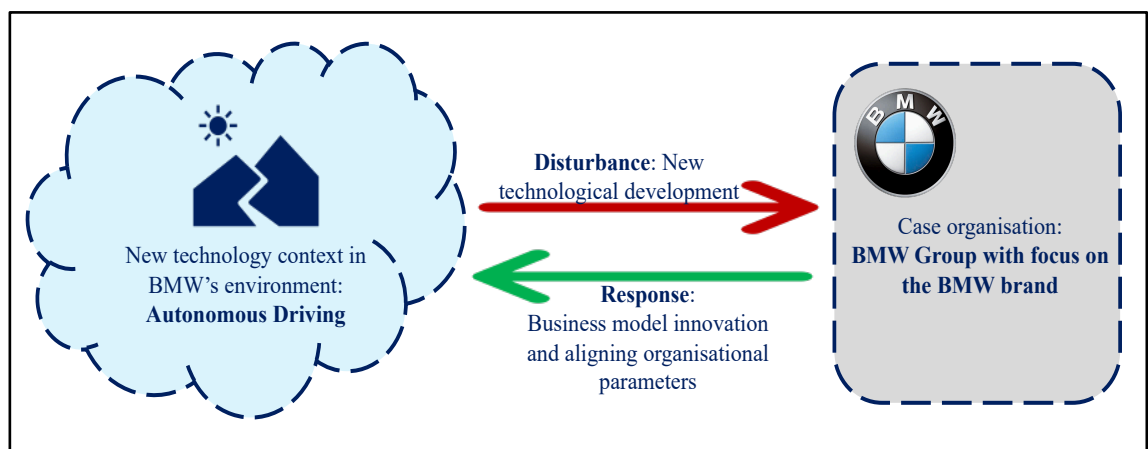 New technology context in
BMW’s environment:
Autonomous Driving
Disturbance: New
technological development
Response:
Business model innovation
and aligning organisational
parameters
BMW
Case organisation:
BMW Group with focus on
the BMW brand